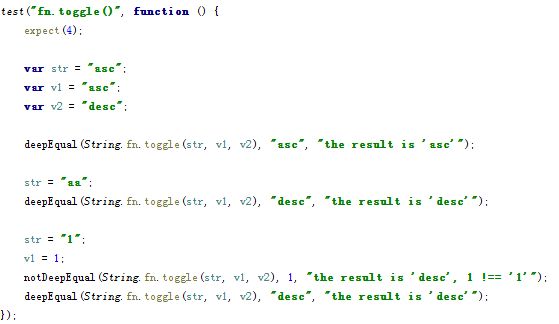 test("fn.toggle()", function () {
expect(4);
var str = "asc";
var v1 = "asc";
var v2 = "desc";
deepEqual(String.fn.toggle(str, v1, v2), "asc", "the result is 'asc'");
str = "aa";
deepEqual(String.fn.toggle(str, v1, v2), "desc", "the result is 'desc'");
str = "1";
v1 = 1;
notDeepEqual(String.fn.toggle(str, v1, v2), 1, "the result is 'desc', 1 !== '1'");
deepEqual(String.fn.toggle(str, v1, v2), "desc", "the result is 'desc'");
});